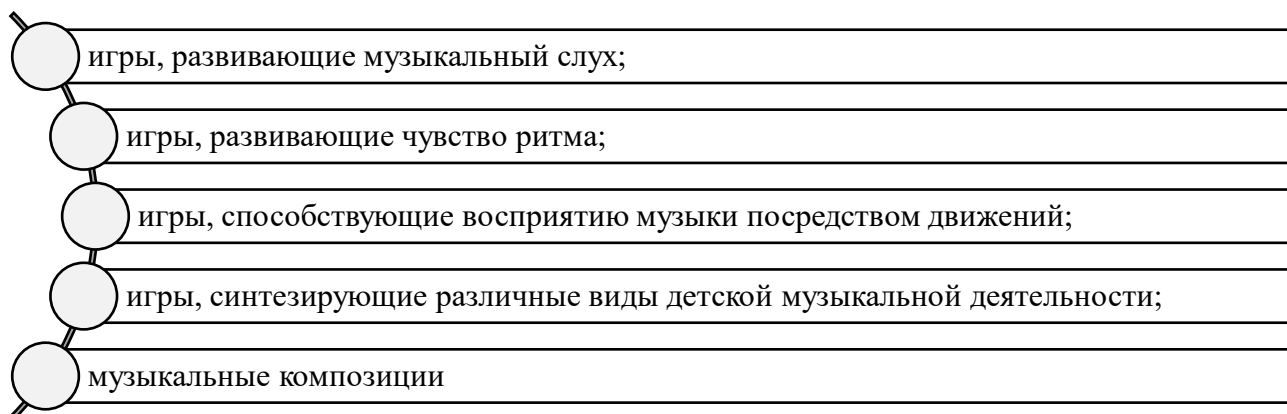 игры, развивающие музыкальный слух;
игры, развивающие чувство ритма;
игры, способствующие восприятию музыки посредством движений;
игры, синтезирующие различные виды детской музыкальной деятельности;
музыкальные композиции